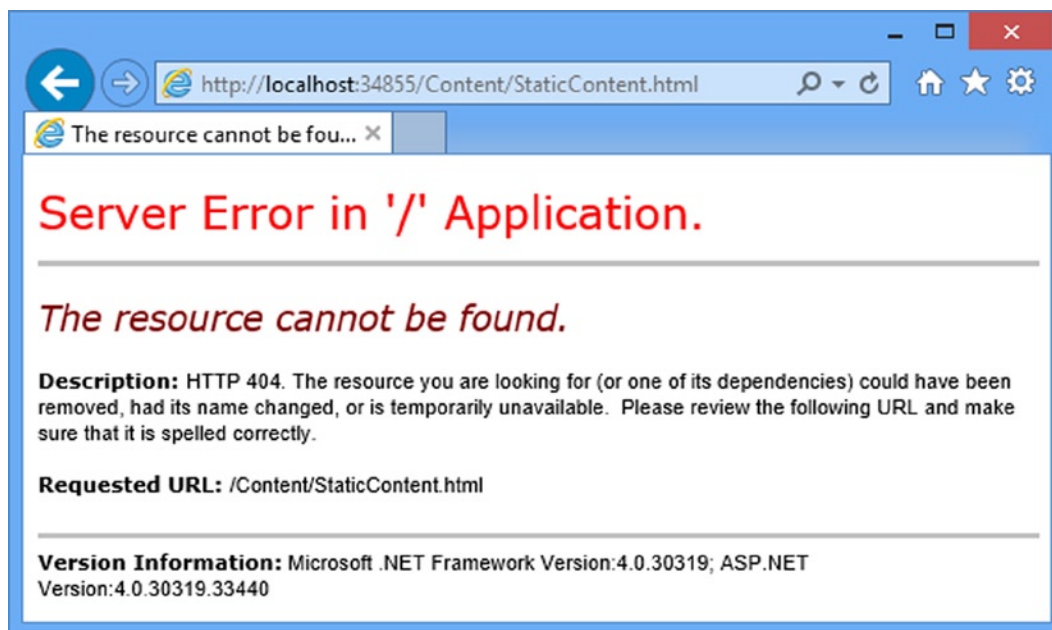 http://localhost:34855/Content/StaticContent.html
The resource cannot be fou...
Server Error in '/' Application.
The resource cannot be found.
Description: HTTP 404. The resource you are looking for (or one of its dependencies) could have been
removed, had its name changed, or is temporarily unavailable.  Please review the following URL and make
sure that it is spelled correctly.
Requested URL: /Content/StaticContent.html
Version Information: Microsoft .NET Framework Version:4.0.30319; ASP.NET
Version:4.0.30319.33440